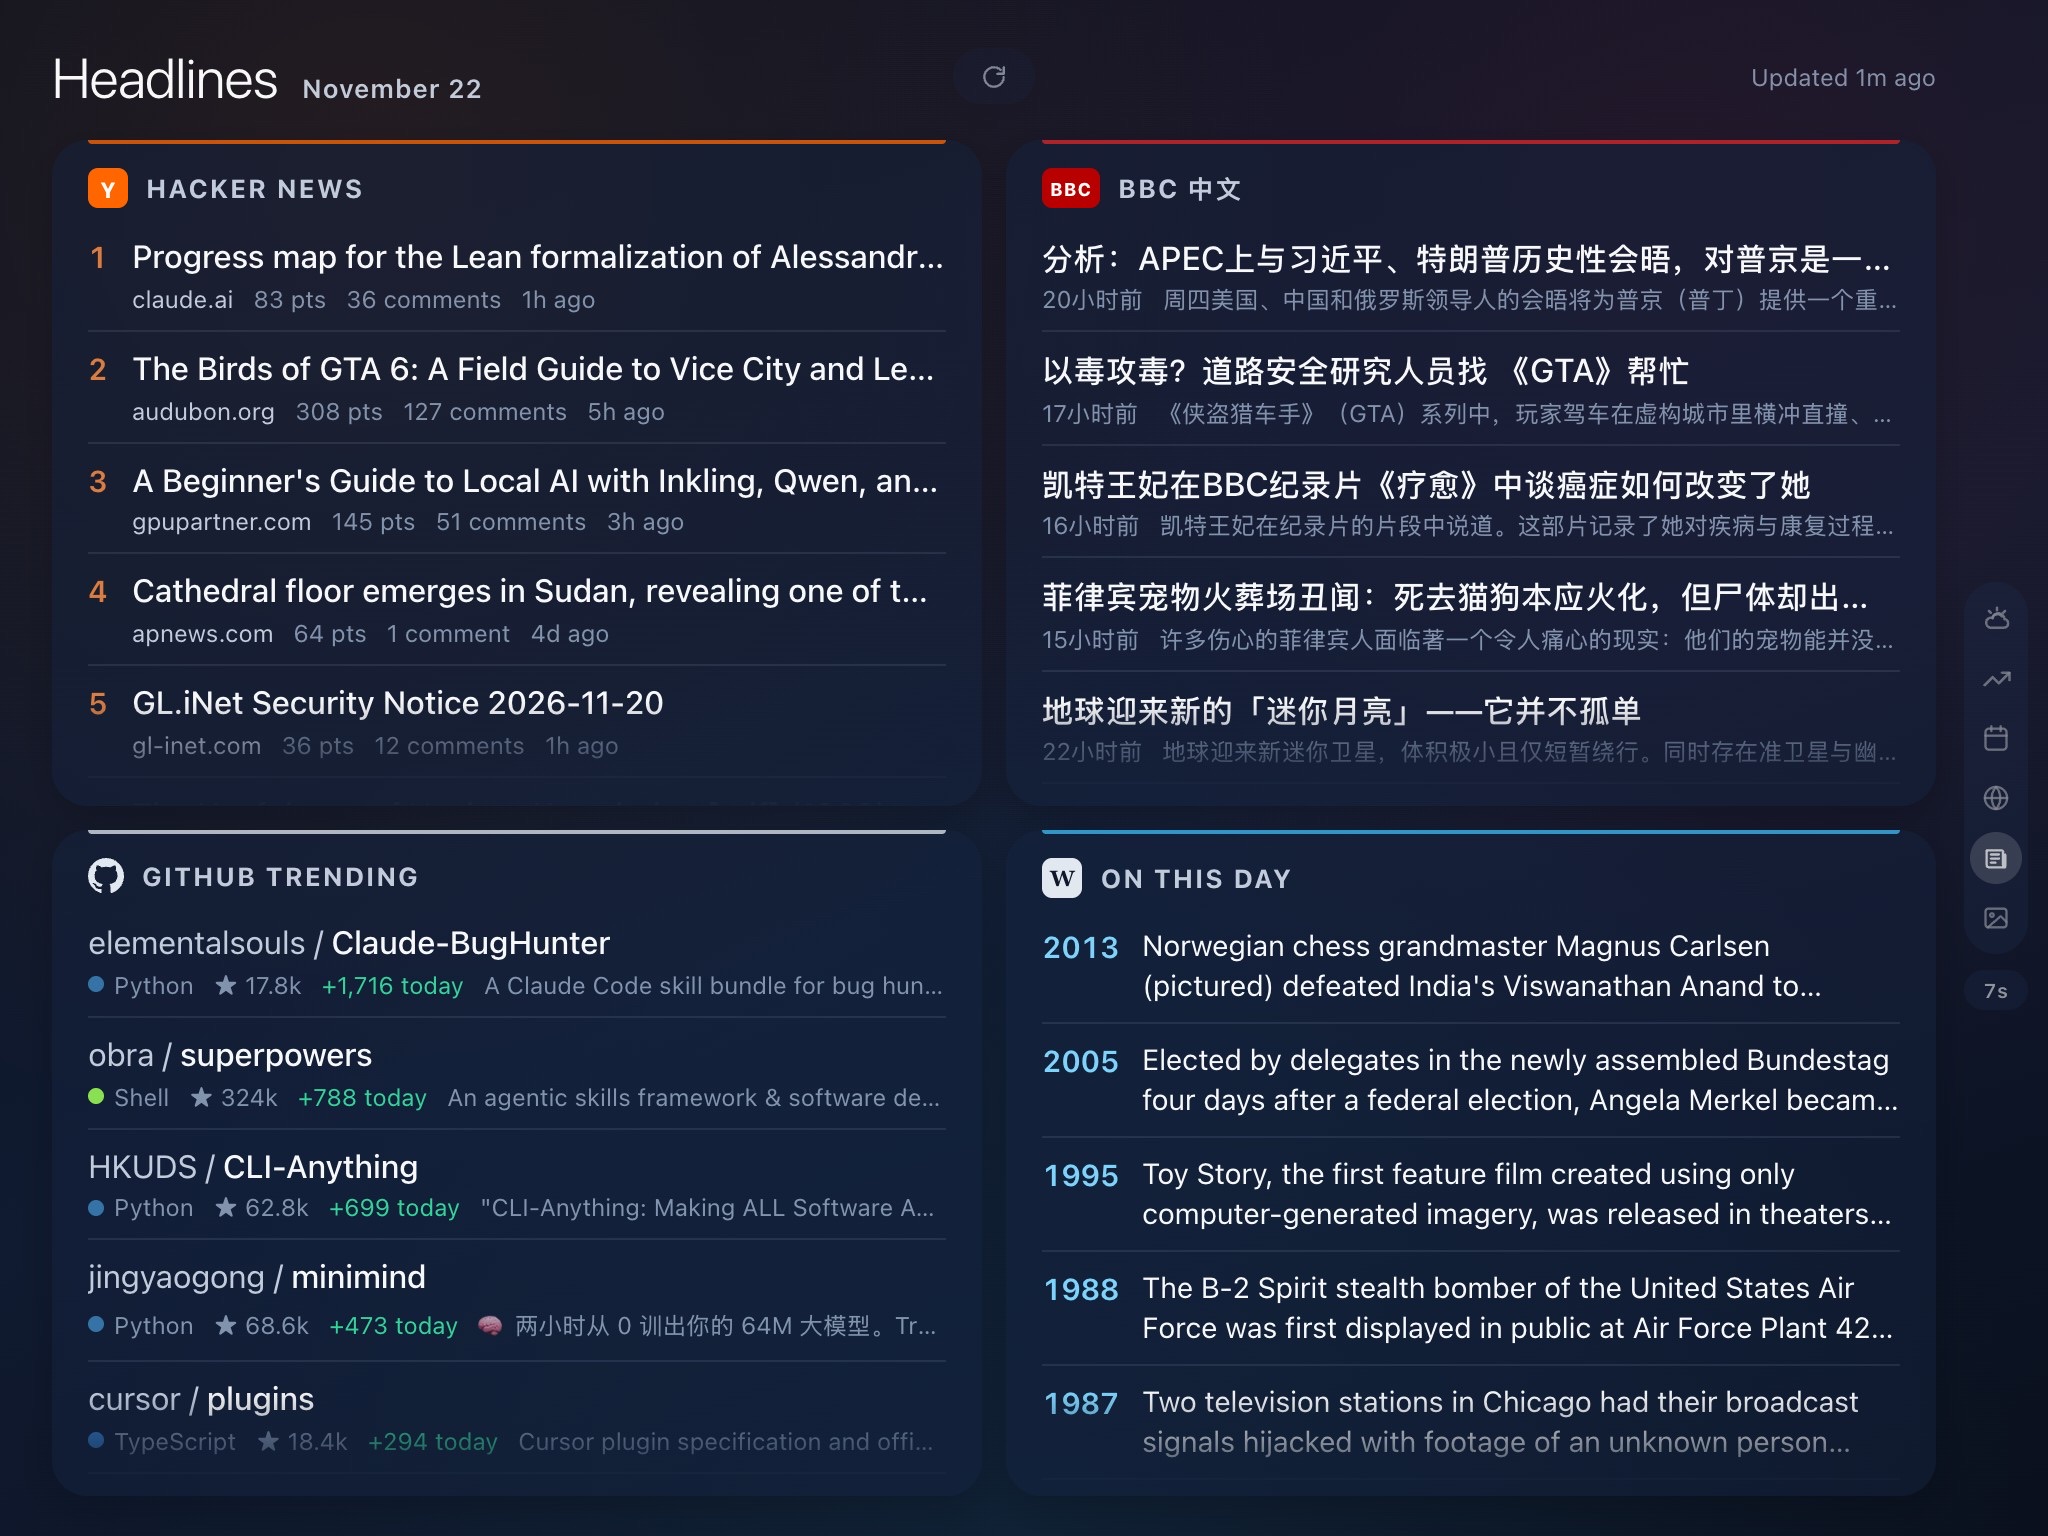 Headlines November 22
Updated 1m ago
Y HACKER NEWS
1 Progress map for the Lean formalization of Alessandr...
claude.ai 83 pts 36 comments 1h ago
2 The Birds of GTA 6: A Field Guide to Vice City and Le...
audubon.org 308 pts 127 comments 5h ago
3 A Beginner's Guide to Local AI with Inkling, Qwen, an...
gpupartner.com 145 pts 51 comments 3h ago
4 Cathedral floor emerges in Sudan, revealing one of t...
apnews.com 64 pts 1 comment 4d ago
5 GL.iNet Security Notice 2026-11-20
gl-inet.com 36 pts 12 comments 1h ago
BBC BBC 中文
分析：APEC上与习近平、特朗普历史性会晤，对普京是一...
20小时前 周四美国、中国和俄罗斯领导人的会晤将为普京（普丁）提供一个重...
以毒攻毒？道路安全研究人员找 《GTA》帮忙
17小时前 《侠盗猎车手》（GTA）系列中，玩家驾车在虚构城市里横冲直撞、...
凯特王妃在BBC纪录片《疗愈》中谈癌症如何改变了她
16小时前 凯特王妃在纪录片的片段中说道。这部片记录了她对疾病与康复过程...
菲律宾宠物火葬场丑闻：死去猫狗本应火化，但尸体却出...
15小时前 许多伤心的菲律宾人面临著一个令人痛心的现实：他们的宠物能并没...
地球迎来新的「迷你月亮」——它并不孤单
22小时前 地球迎来新迷你卫星，体积极小且仅短暂绕行。同时存在准卫星与幽...
GITHUB TRENDING
elementalsouls / Claude-BugHunter
Python ★ 17.8k +1,716 today A Claude Code skill bundle for bug hun...
obra / superpowers
Shell ★ 324k +788 today An agentic skills framework & software de...
HKUDS / CLI-Anything
Python ★ 62.8k +699 today "CLI-Anything: Making ALL Software A...
jingyaogong / minimind
Python ★ 68.6k +473 today 🧠 两小时从 0 训出你的 64M 大模型。Tr...
cursor / plugins
TypeScript ★ 18.4k +294 today Cursor plugin specification and offi...
W ON THIS DAY
2013 Norwegian chess grandmaster Magnus Carlsen
(pictured) defeated India's Viswanathan Anand to...
2005 Elected by delegates in the newly assembled Bundestag
four days after a federal election, Angela Merkel becam...
1995 Toy Story, the first feature film created using only
computer-generated imagery, was released in theaters...
1988 The B-2 Spirit stealth bomber of the United States Air
Force was first displayed in public at Air Force Plant 42...
1987 Two television stations in Chicago had their broadcast
signals hijacked with footage of an unknown person...
7s